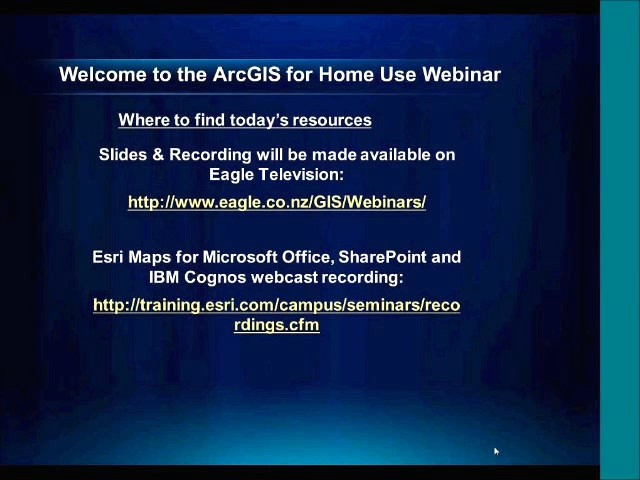 Welcome to the ArcGIS for Home Use Webinar
Where to find today's resources
Slides & Recording will be made available on
Eagle Television:
http://www.eagle.co.nz/GIS/Webinars/
Esri Maps for Microsoft Office, SharePoint and
IBM Cognos webcast recording:
http://training.esri.com/campus/seminars/reco
rdings.cfm